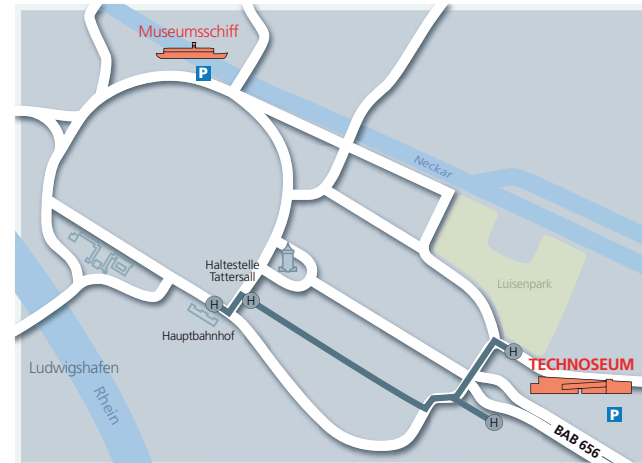 Museumsschiff
P
Neckar
Haltestelle
Tattersall
Luisenpark
H
H
Hauptbahnhof
H
Ludwigshafen
TECHNOSEUM
Rhein
P
H
BAB 656